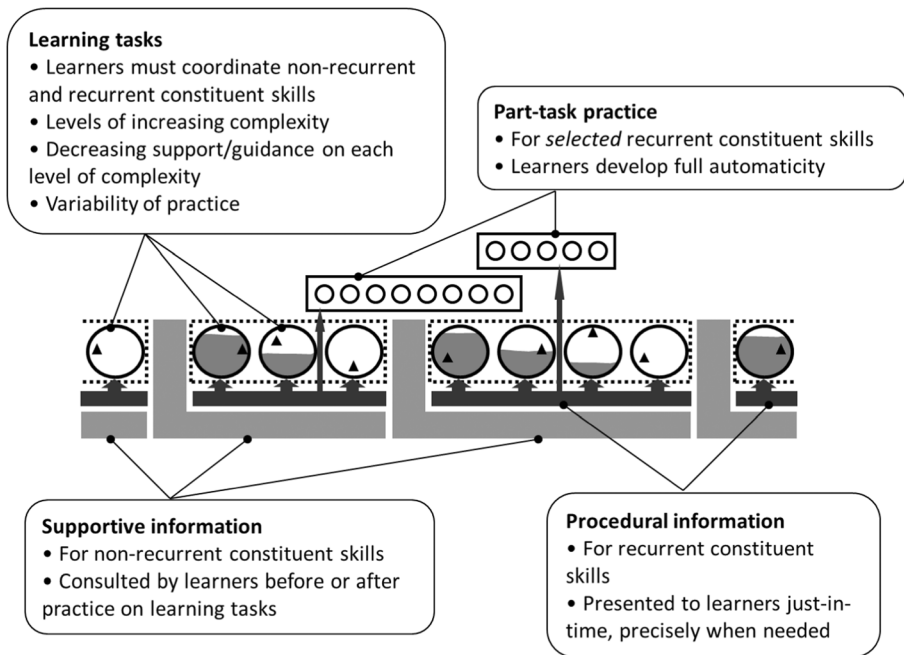 Learning tasks
• Learners must coordinate non-recurrent
and recurrent constituent skills
• Levels of increasing complexity
• Decreasing support/guidance on each
level of complexity
• Variability of practice
Part-task practice
• For selected recurrent constituent skills
• Learners develop full automaticity
Supportive information
• For non-recurrent constituent skills
• Consulted by learners before or after
practice on learning tasks
Procedural information
• For recurrent constituent
skills
• Presented to learners just-in-
time, precisely when needed